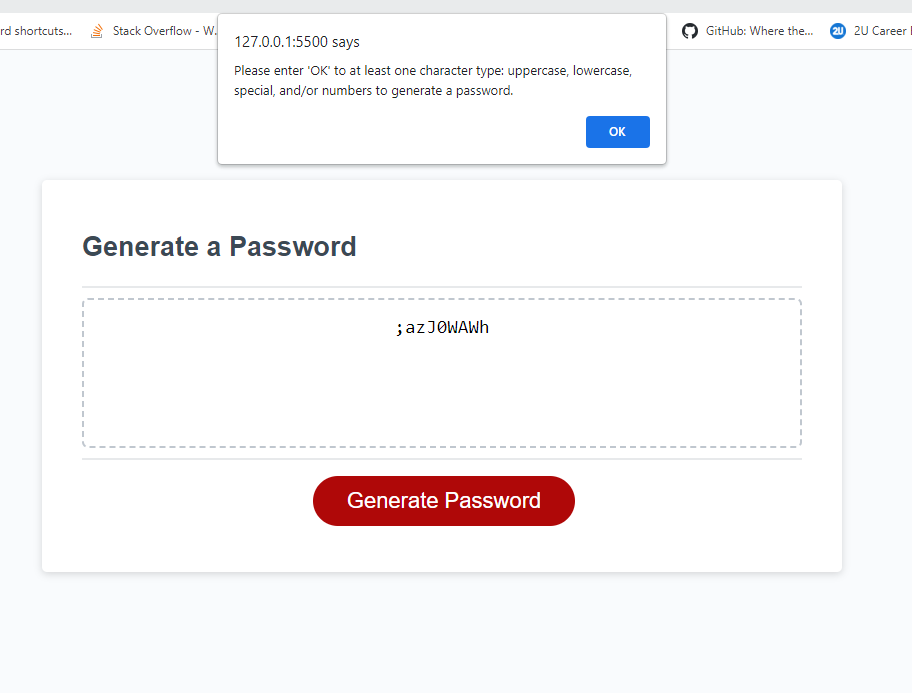 rd shortcuts... Stack Overflow - W. GitHub: Where the... 2U 2U Career
127.0.0.1:5500 says
Please enter 'OK' to at least one character type: uppercase, lowercase,
special, and/or numbers to generate a password.
OK
Generate a Password
;azJ0WAWh
Generate Password